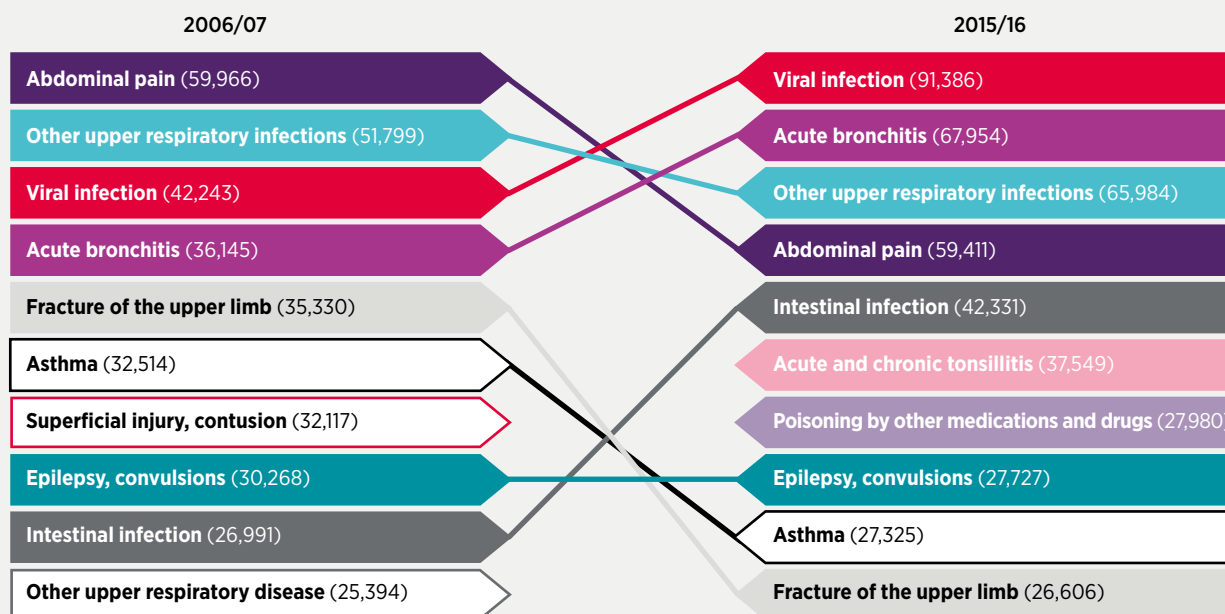 2006/07
2015/16
Abdominal pain (59,966)
Other upper respiratory infections (51,799)
Viral infection (42,243)
Acute bronchitis (36,145)
Fracture of the upper limb (35,330)
Asthma (32,514)
Superficial injury, contusion (32,117)
Epilepsy, convulsions (30,268)
Intestinal infection (26,991)
Other upper respiratory disease (25,394)
Viral infection (91,386)
Acute bronchitis (67,954)
Other upper respiratory infections (65,984)
Abdominal pain (59,411)
Intestinal infection (42,331)
Acute and chronic tonsillitis (37,549)
Poisoning by other medications and drugs (27,980)
Epilepsy, convulsions (27,727)
Asthma (27,325)
Fracture of the upper limb (26,606)